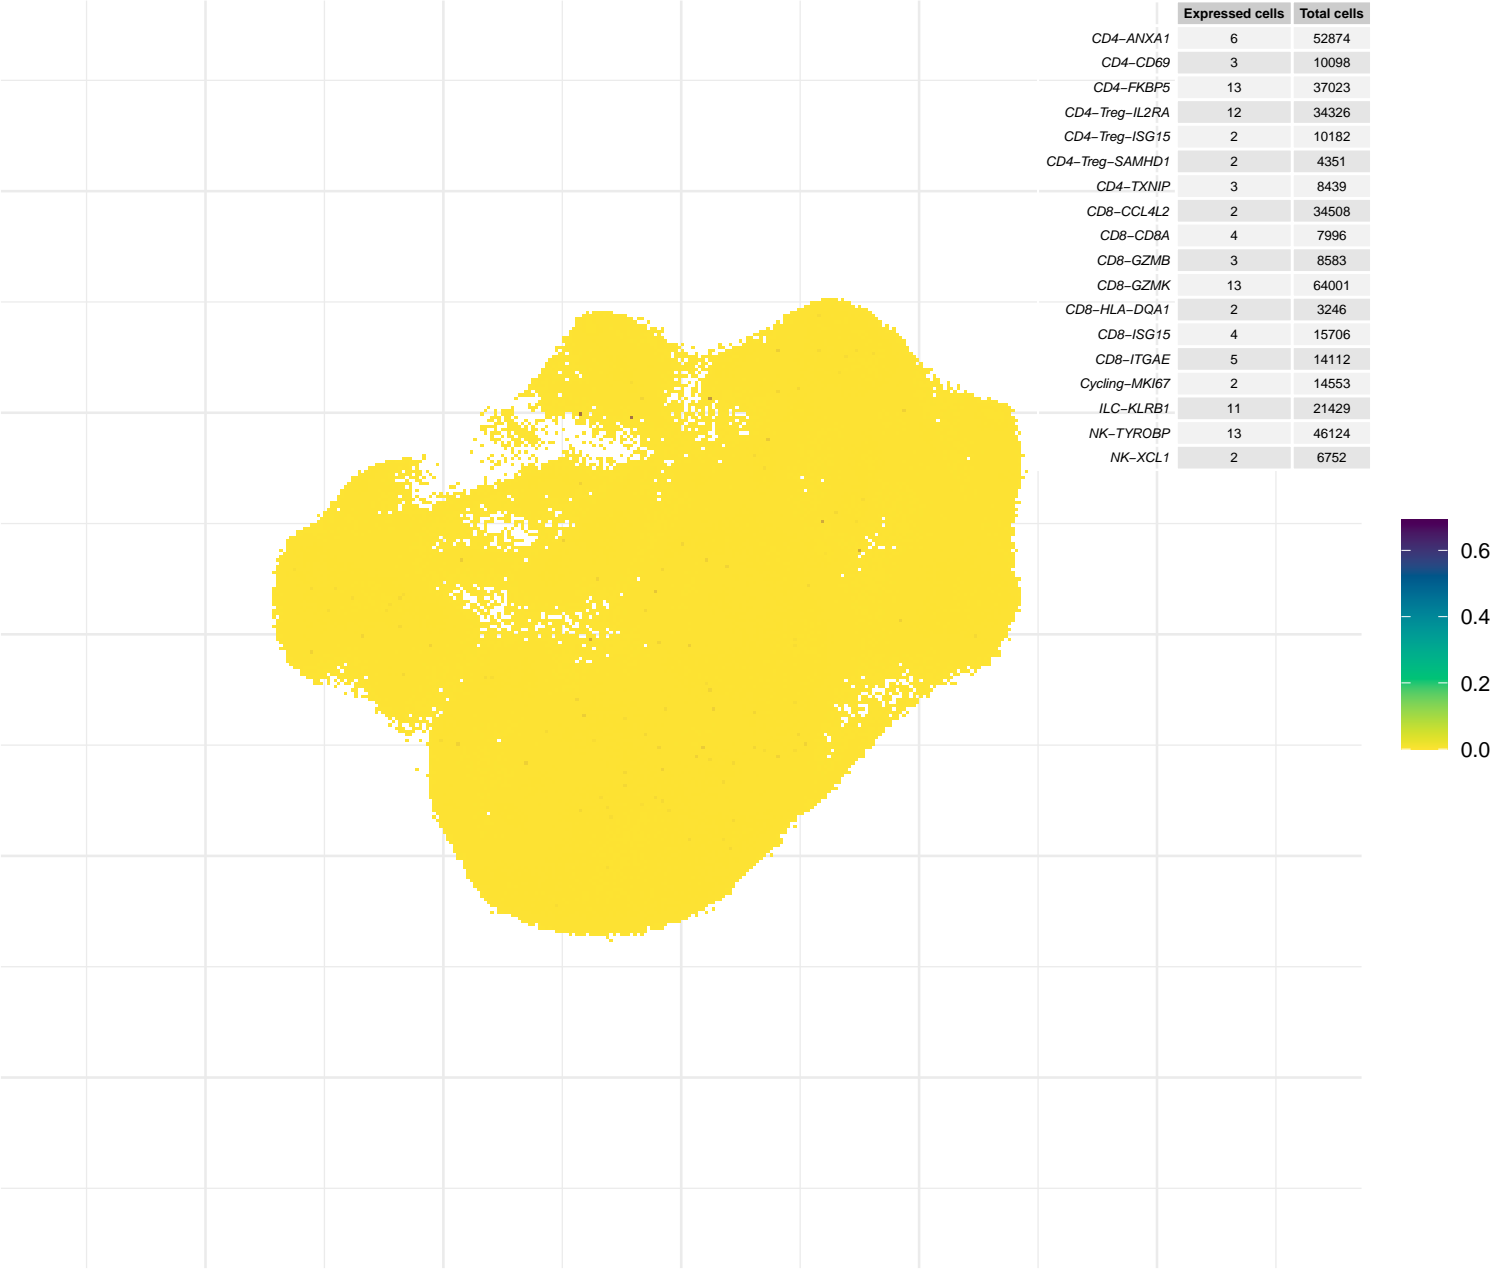 Expressed cells Total cells
CD4−ANXA1 6 52874
CD4−CD69 3 10098
CD4−FKBP5 13 37023
CD4−Treg−IL2RA 12 34326
CD4−Treg−ISG15 2 10182
CD4−Treg−SAMHD1 2 4351
CD4−TXNIP 3 8439
CD8−CCL4L2 2 34508
CD8−CD8A 4 7996
CD8−GZMB 3 8583
CD8−GZMK 13 64001
CD8−HLA−DQA1 2 3246
CD8−ISG15 4 15706
CD8−ITGAE 5 14112
Cycling−MKI67 2 14553
ILC−KLRB1 11 21429
NK−TYROBP 13 46124
NK−XCL1 2 6752
0.6
0.4
0.2
0.0